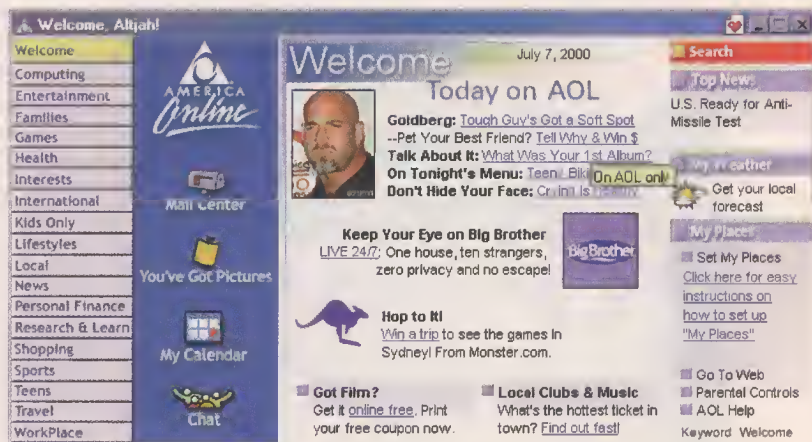 Welcome, Altjah!
Welcome
Computing
Entertainment
Families
Games
Health
Interests
International
Kids Only
Lifestyles
Local
News
Personal Finance
Research & Learn
Shopping
Sports
Teens
Travel
WorkPlace
AMERICA
Online
Mail Center
You've Got Pictures
My Calendar
Chat
Welcome
July 7, 2000
Today on AOL
Goldberg: Tough Guy's Got a Soft Spot
--Pet Your Best Friend? Tell Why & Win $
Talk About It: What Was Your 1st Album?
On Tonight's Menu: Teen
On AOL only
Don't Hide Your Face: Is
Keep Your Eye on Big Brother
LIVE 24/7; One house, ten strangers,
zero privacy and no escape!
Big Brother
Hop to It!
Win a trip to see the games in
Sydney! From Monster.com.
Got Film?
Get it online free. Print
your free coupon now.
Local Clubs & Music
What's the hottest ticket in
town? Find out fast!
Search
Top News
U.S. Ready for Anti-
Missile Test
My Weather
Get your local
forecast
My Places
Set My Places
Click here for easy
instructions on
how to set up
"My Places"
Go To Web
Parental Controls
AOL Help
Keyword Welcome